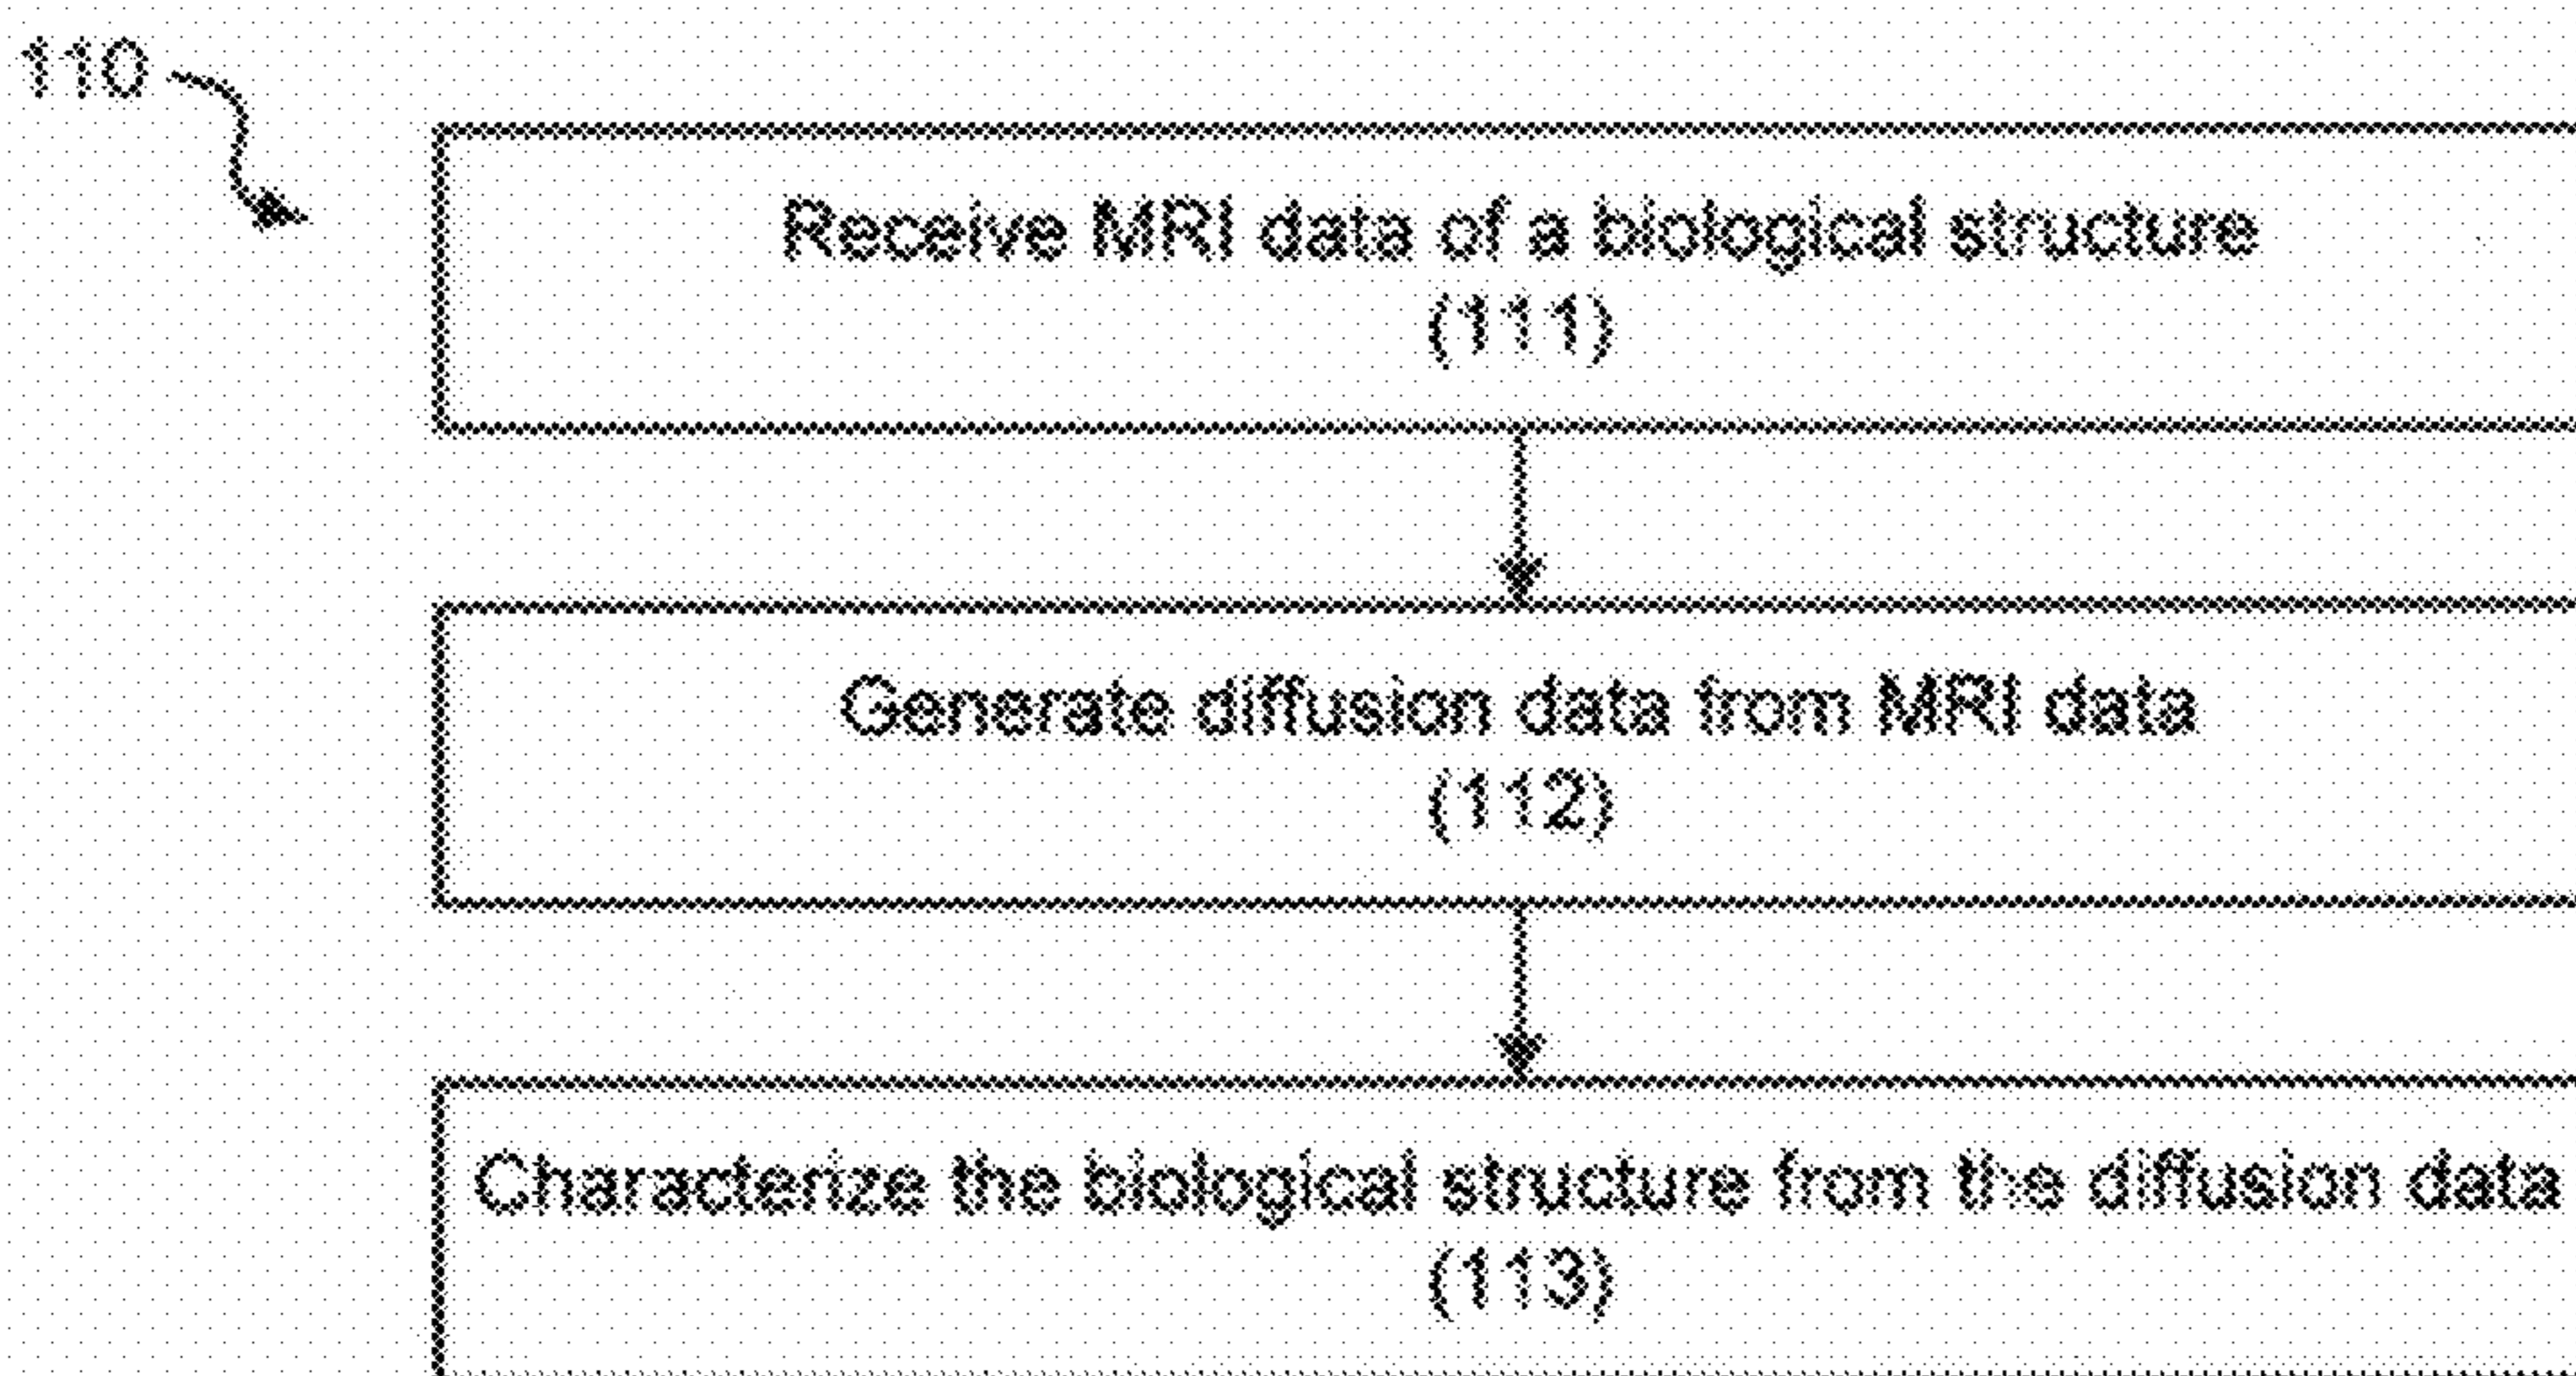 110
Receive MRI data of a biological structure
(111)
Generate diffusion data from MRI data
(112)
Characterize the biological structure from the diffusion data
(113)